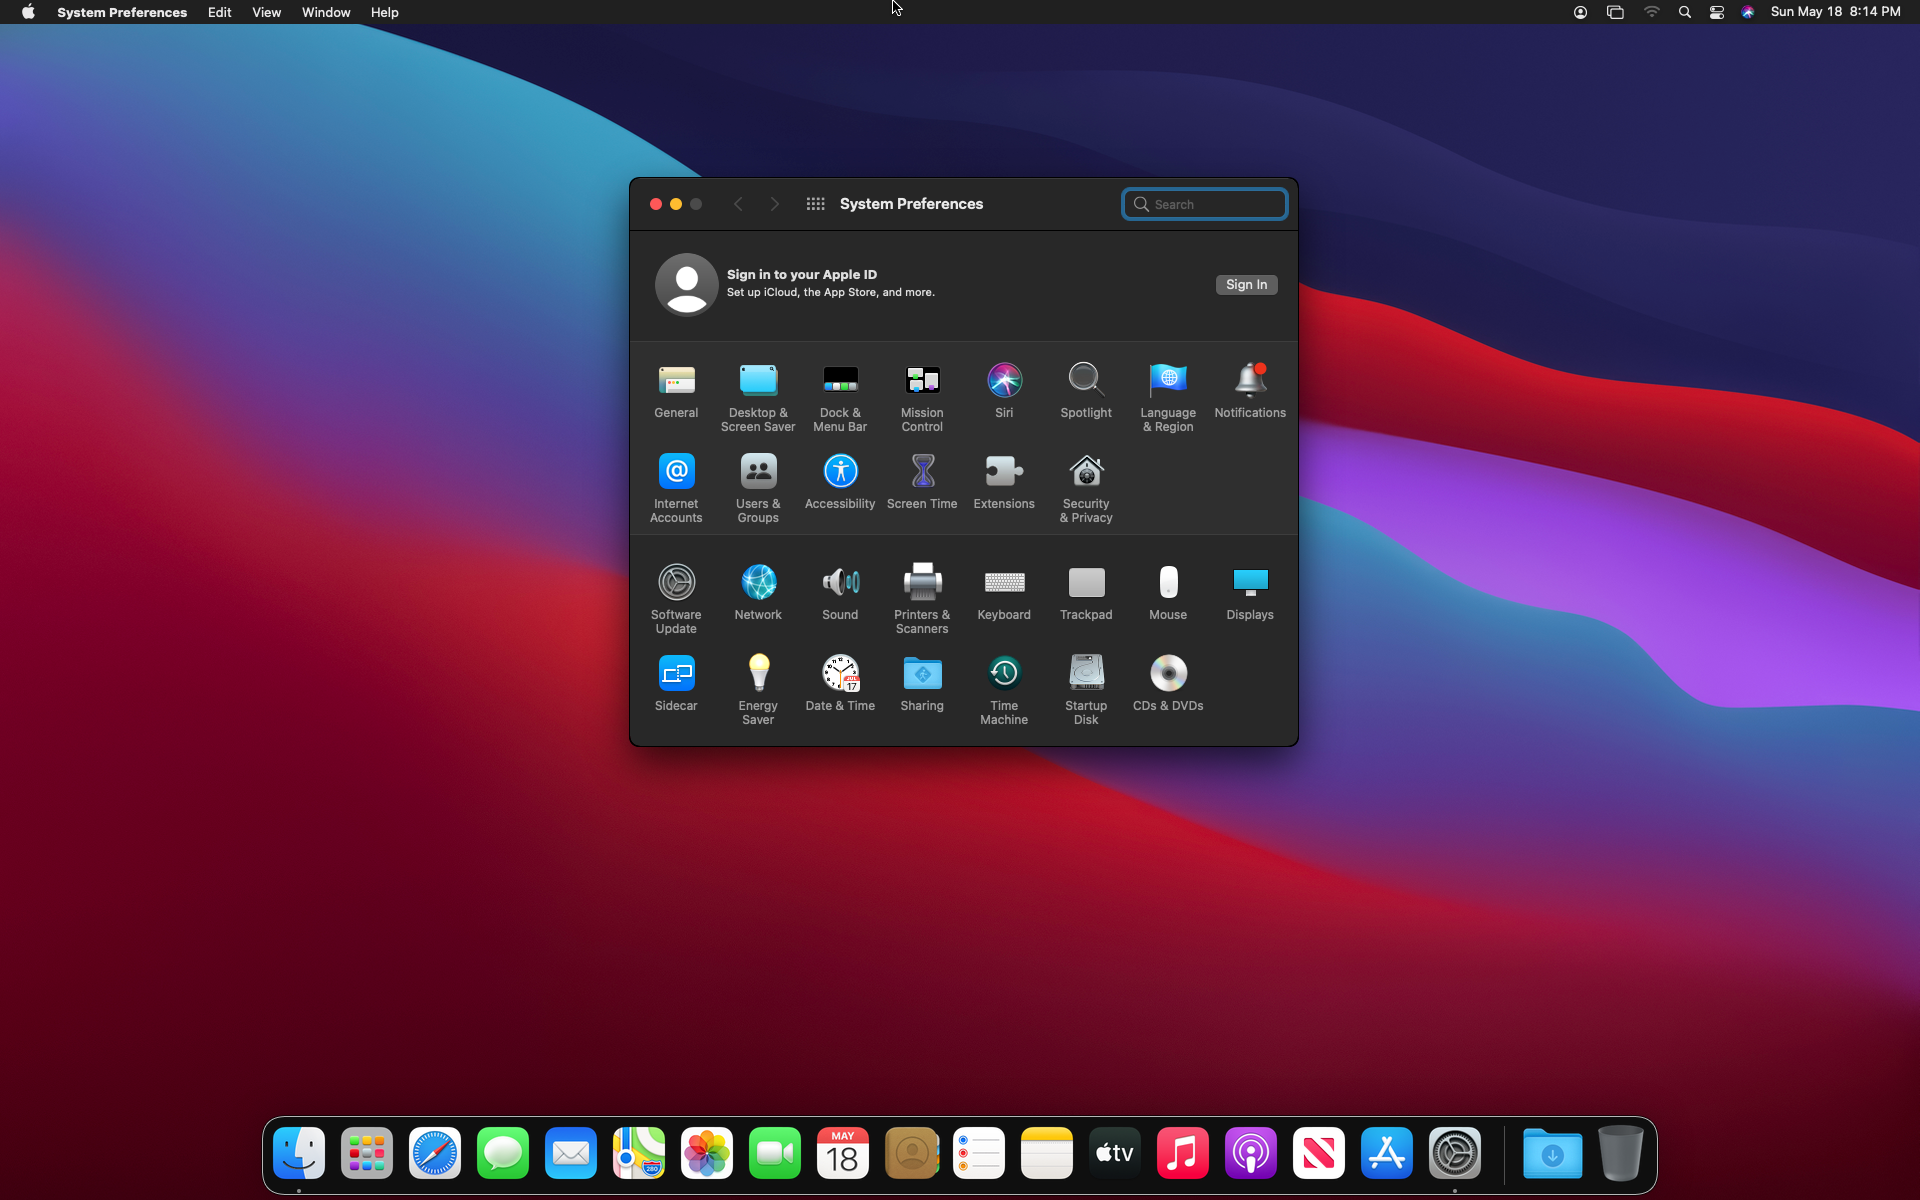 System Preferences Edit View Window Help Sun May 18 8:14 PM
System Preferences Search
Sign in to your Apple ID
Set up iCloud, the App Store, and more.
Sign In
General Desktop & Screen Saver Dock & Menu Bar Mission Control Siri Spotlight Language & Region Notifications
Internet Accounts Users & Groups Accessibility Screen Time Extensions Security & Privacy
Software Update Network Sound Printers & Scanners Keyboard Trackpad Mouse Displays
Sidecar Energy Saver Date & Time Sharing Time Machine Startup Disk CDs & DVDs
JUL
17
280
MAY
18
tv